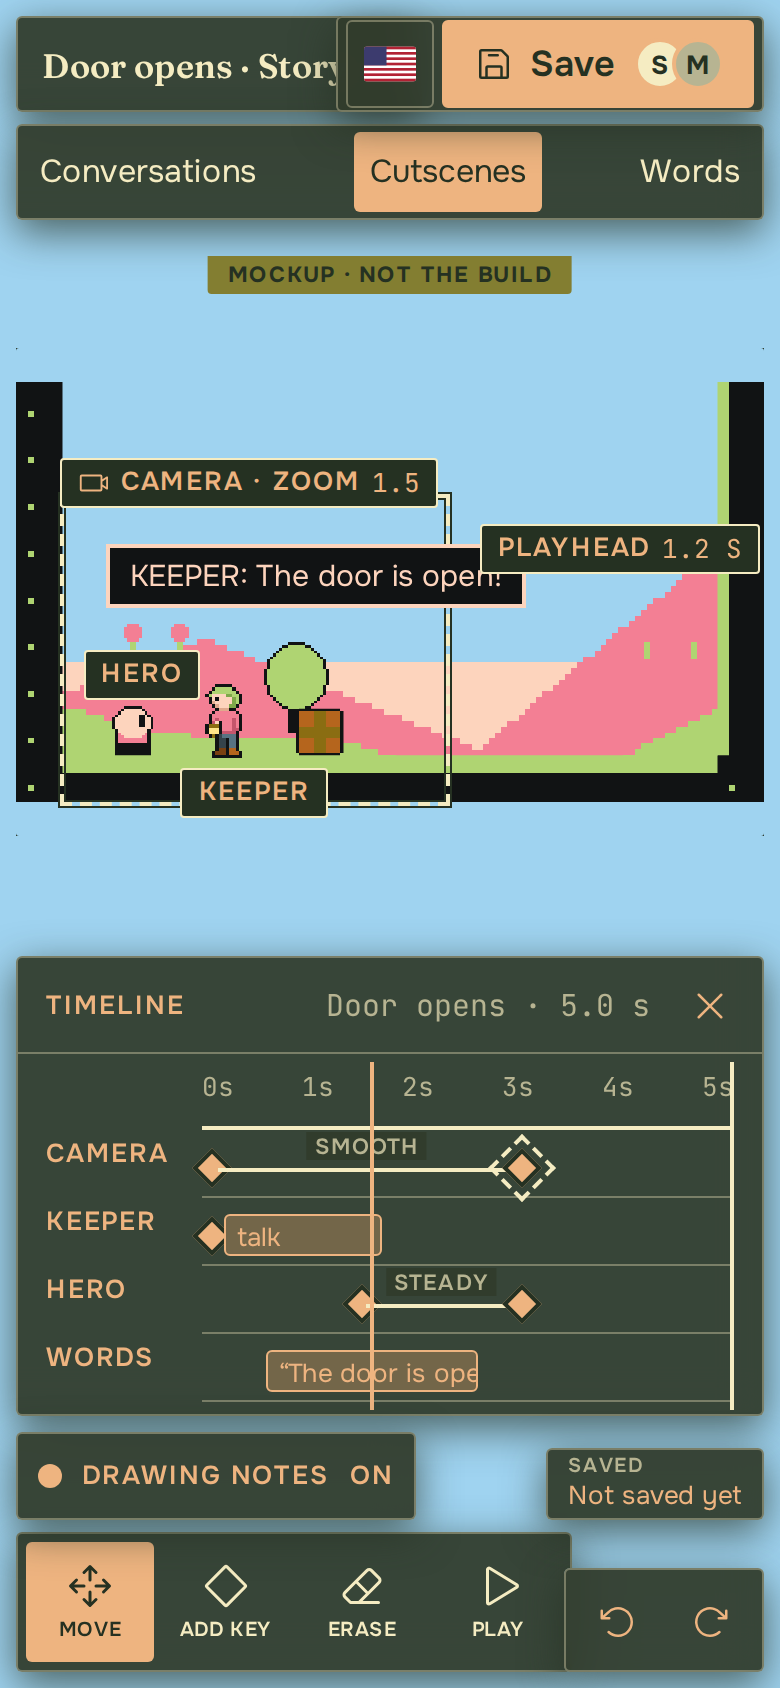 Door opens · Story
Save S M
Conversations Cutscenes Words
MOCKUP · NOT THE BUILD
CAMERA · ZOOM 1.5
PLAYHEAD 1.2 S
KEEPER: The door is open!
HERO
KEEPER
TIMELINE Door opens · 5.0 s
0s 1s 2s 3s 4s 5s
CAMERA SMOOTH
KEEPER talk
HERO STEADY
WORDS “The door is ope
DRAWING NOTES ON
SAVED
Not saved yet
MOVE ADD KEY ERASE PLAY